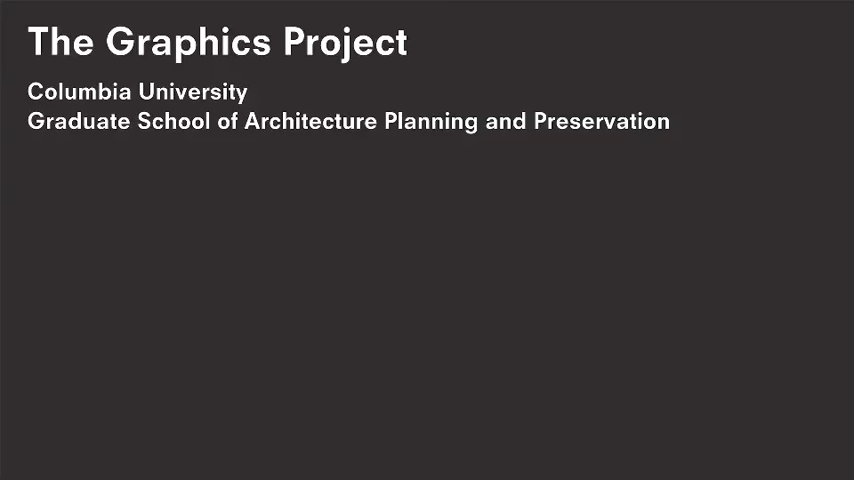 The Graphics Project
Columbia University
Graduate School of Architecture Planning and Preservation